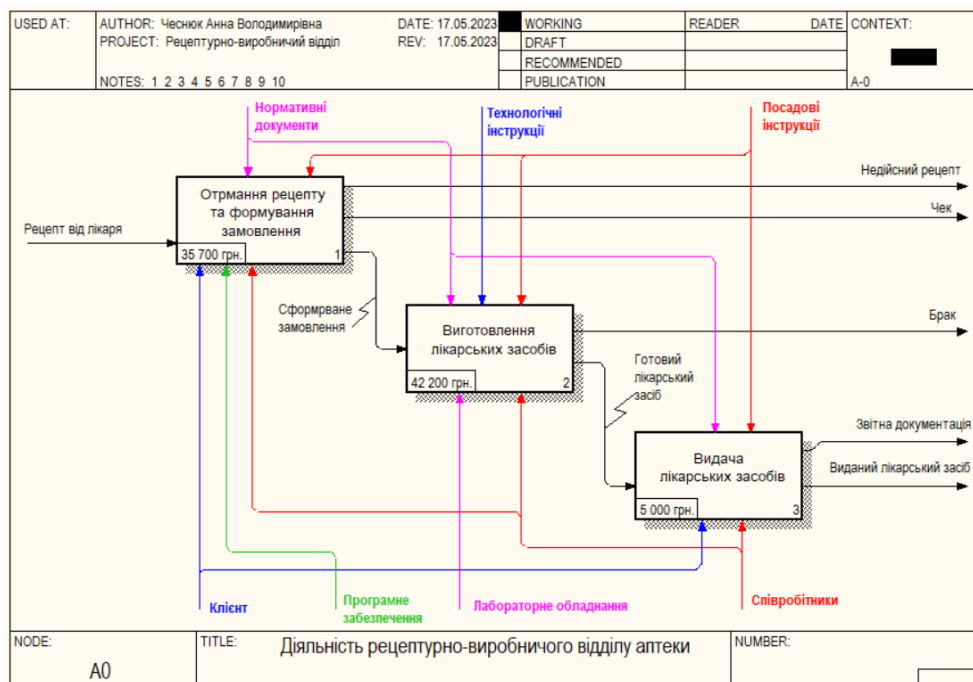 USED AT:
AUTHOR: Чеснюк Анна Володимирівна
DATE: 17.05.2023
PROJECT: Рецептурно-виробничий відділ
REV: 17.05.2023
NOTES: 1 2 3 4 5 6 7 8 9 10
WORKING
DRAFT
RECOMMENDED
PUBLICATION
READER
DATE
CONTEXT:
A-0
Нормативні
документи
Технологічні
інструкції
Посадові
інструкції
Недійсний рецепт
Чек
Рецепт від лікаря
Отрмання рецепту
та формування
замовлення
35 700 грн.
1
Сформрване
замовлення
Виготовлення
лікарських засобів
42 200 грн.
2
Брак
Готовий
лікарський
засіб
Видача
лікарських засобів
5 000 грн.
3
Звітна документація
Виданий лікарський засіб
Клієнт
Програмне
забезпечення
Лабораторне обладнання
Співробітники
NODE:
A0
TITLE:
Діяльність рецептурно-виробничого відділу аптеки
NUMBER: